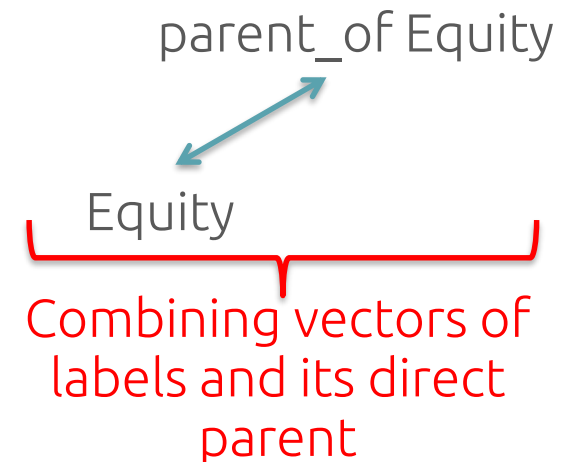 parent_of Equity
Equity
Combining vectors of
labels and its direct
parent